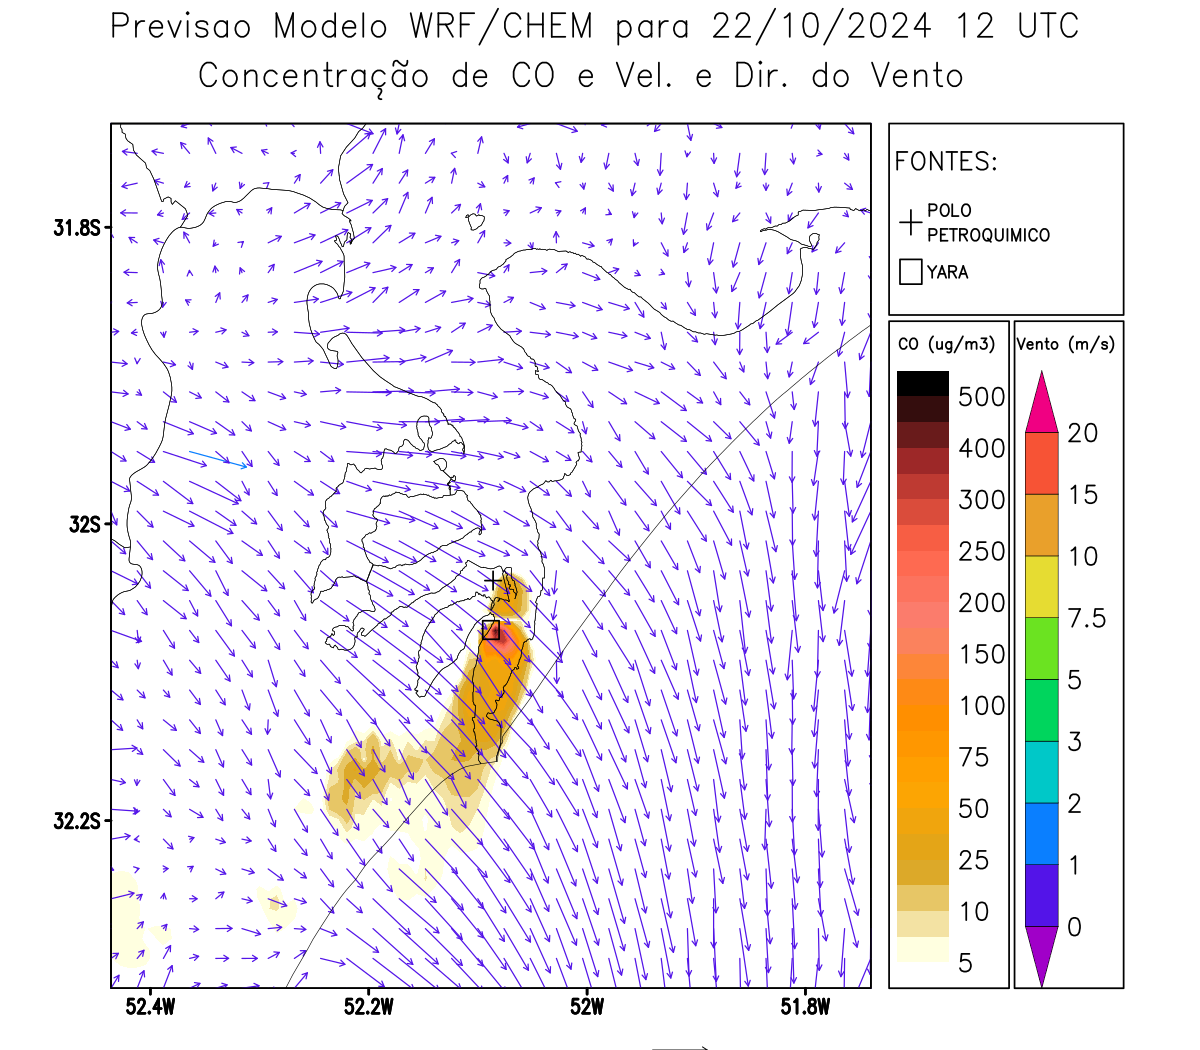 Previsao Modelo WRF/CHEM para 22/10/2024 12 UTC
Concentração de CO e Vel. e Dir. do Vento
FONTES:
POLO
PETROQUIMICO
YARA
CO (ug/m3)
500
400
300
250
200
150
100
75
50
25
10
5
Vento (m/s)
20
15
10
7.5
5
3
2
1
0
31.8S
32S
32.2S
52.4W
52.2W
52W
51.8W